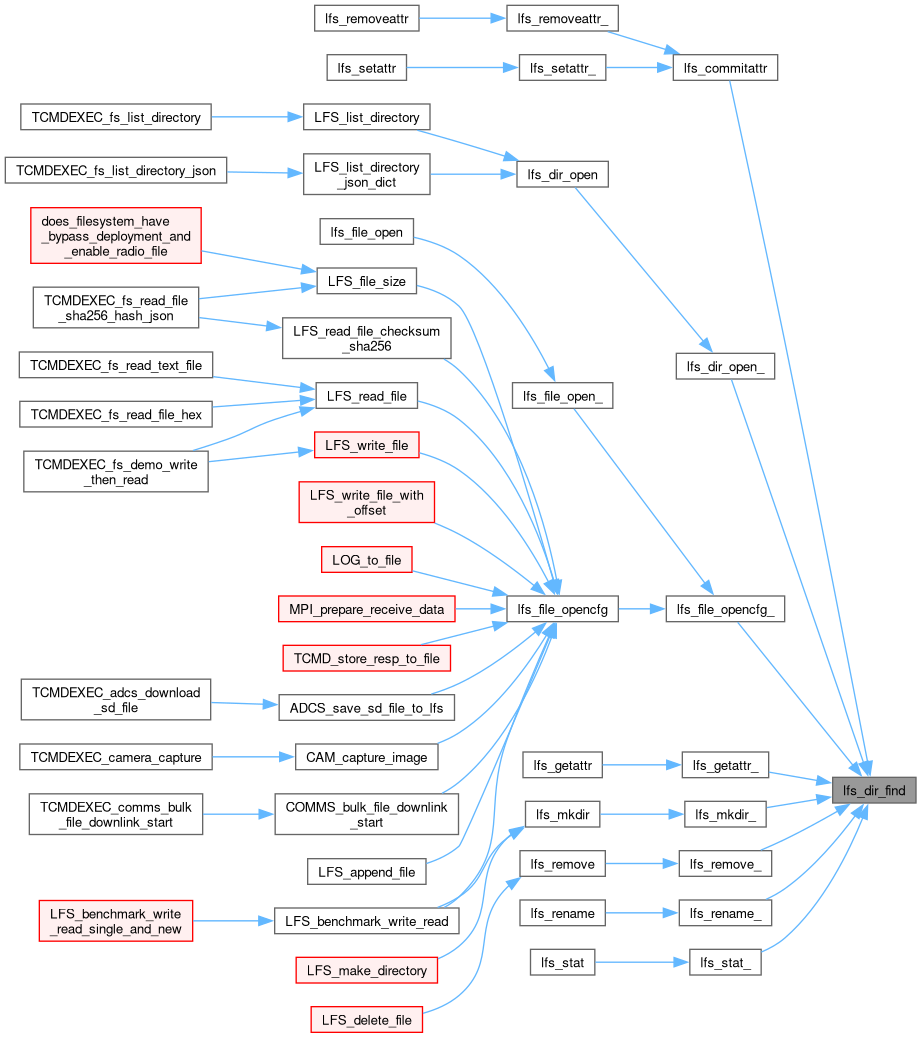 lfs_removeattr
lfs_removeattr_
lfs_setattr
lfs_setattr_
lfs_commitattr
TCMDEXEC_fs_list_directory
LFS_list_directory
TCMDEXEC_fs_list_directory_json
LFS_list_directory
_json_dict
lfs_dir_open
does_filesystem_have
_bypass_deployment_and
_enable_radio_file
lfs_file_open
LFS_file_size
TCMDEXEC_fs_read_file
_sha256_hash_json
LFS_read_file_checksum
_sha256
TCMDEXEC_fs_read_text_file
lfs_dir_open_
LFS_read_file
lfs_file_open_
TCMDEXEC_fs_read_file_hex
LFS_write_file
TCMDEXEC_fs_demo_write
_then_read
LFS_write_file_with
_offset
LOG_to_file
MPI_prepare_receive_data
lfs_file_opencfg
lfs_file_opencfg_
TCMD_store_resp_to_file
TCMDEXEC_adcs_download
_sd_file
ADCS_save_sd_file_to_lfs
TCMDEXEC_camera_capture
CAM_capture_image
lfs_getattr
lfs_getattr_
lfs_dir_find
TCMDEXEC_comms_bulk
_file_downlink_start
COMMS_bulk_file_downlink
_start
lfs_mkdir
lfs_mkdir_
LFS_append_file
lfs_remove
lfs_remove_
LFS_benchmark_write
_read_single_and_new
LFS_benchmark_write_read
lfs_rename
lfs_rename_
LFS_make_directory
lfs_stat
lfs_stat_
LFS_delete_file